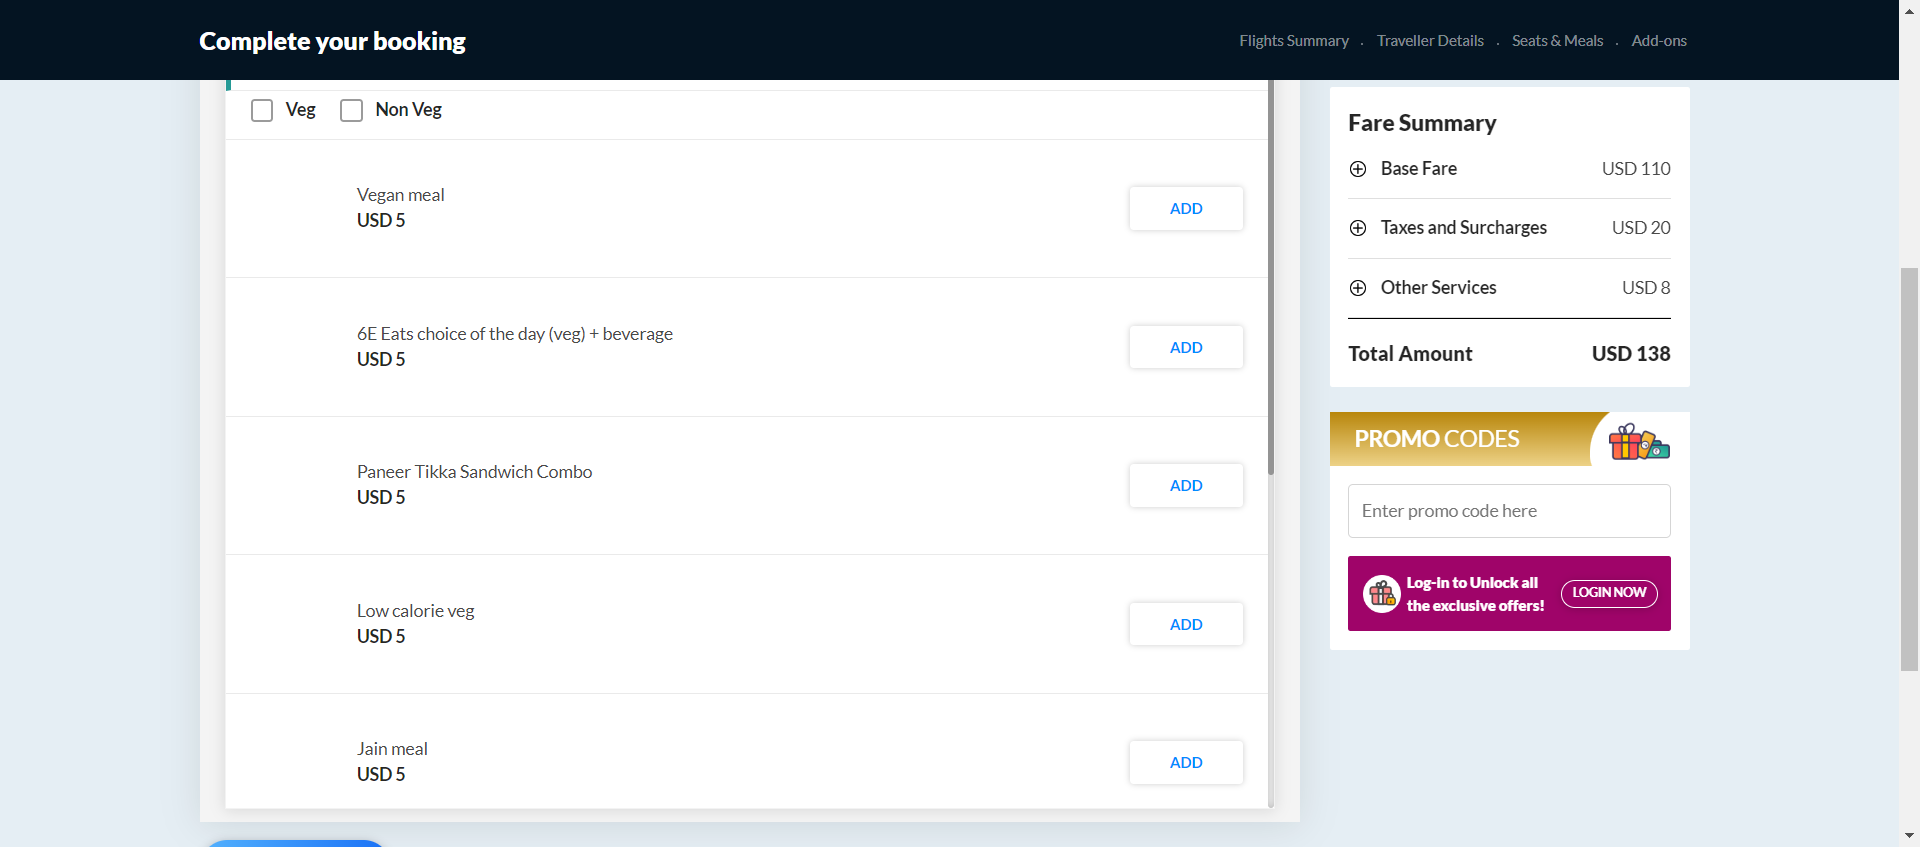 Complete your booking
Flights Summary . Traveller Details . Seats & Meals . Add-ons
Veg
Non Veg
Vegan meal
USD 5
ADD
6E Eats choice of the day (veg) + beverage
USD 5
ADD
Paneer Tikka Sandwich Combo
USD 5
ADD
Low calorie veg
USD 5
ADD
Jain meal
USD 5
ADD
Fare Summary
Base Fare USD 110
Taxes and Surcharges USD 20
Other Services USD 8
Total Amount USD 138
PROMO CODES
Enter promo code here
Log-in to Unlock all
the exclusive offers!
LOGIN NOW